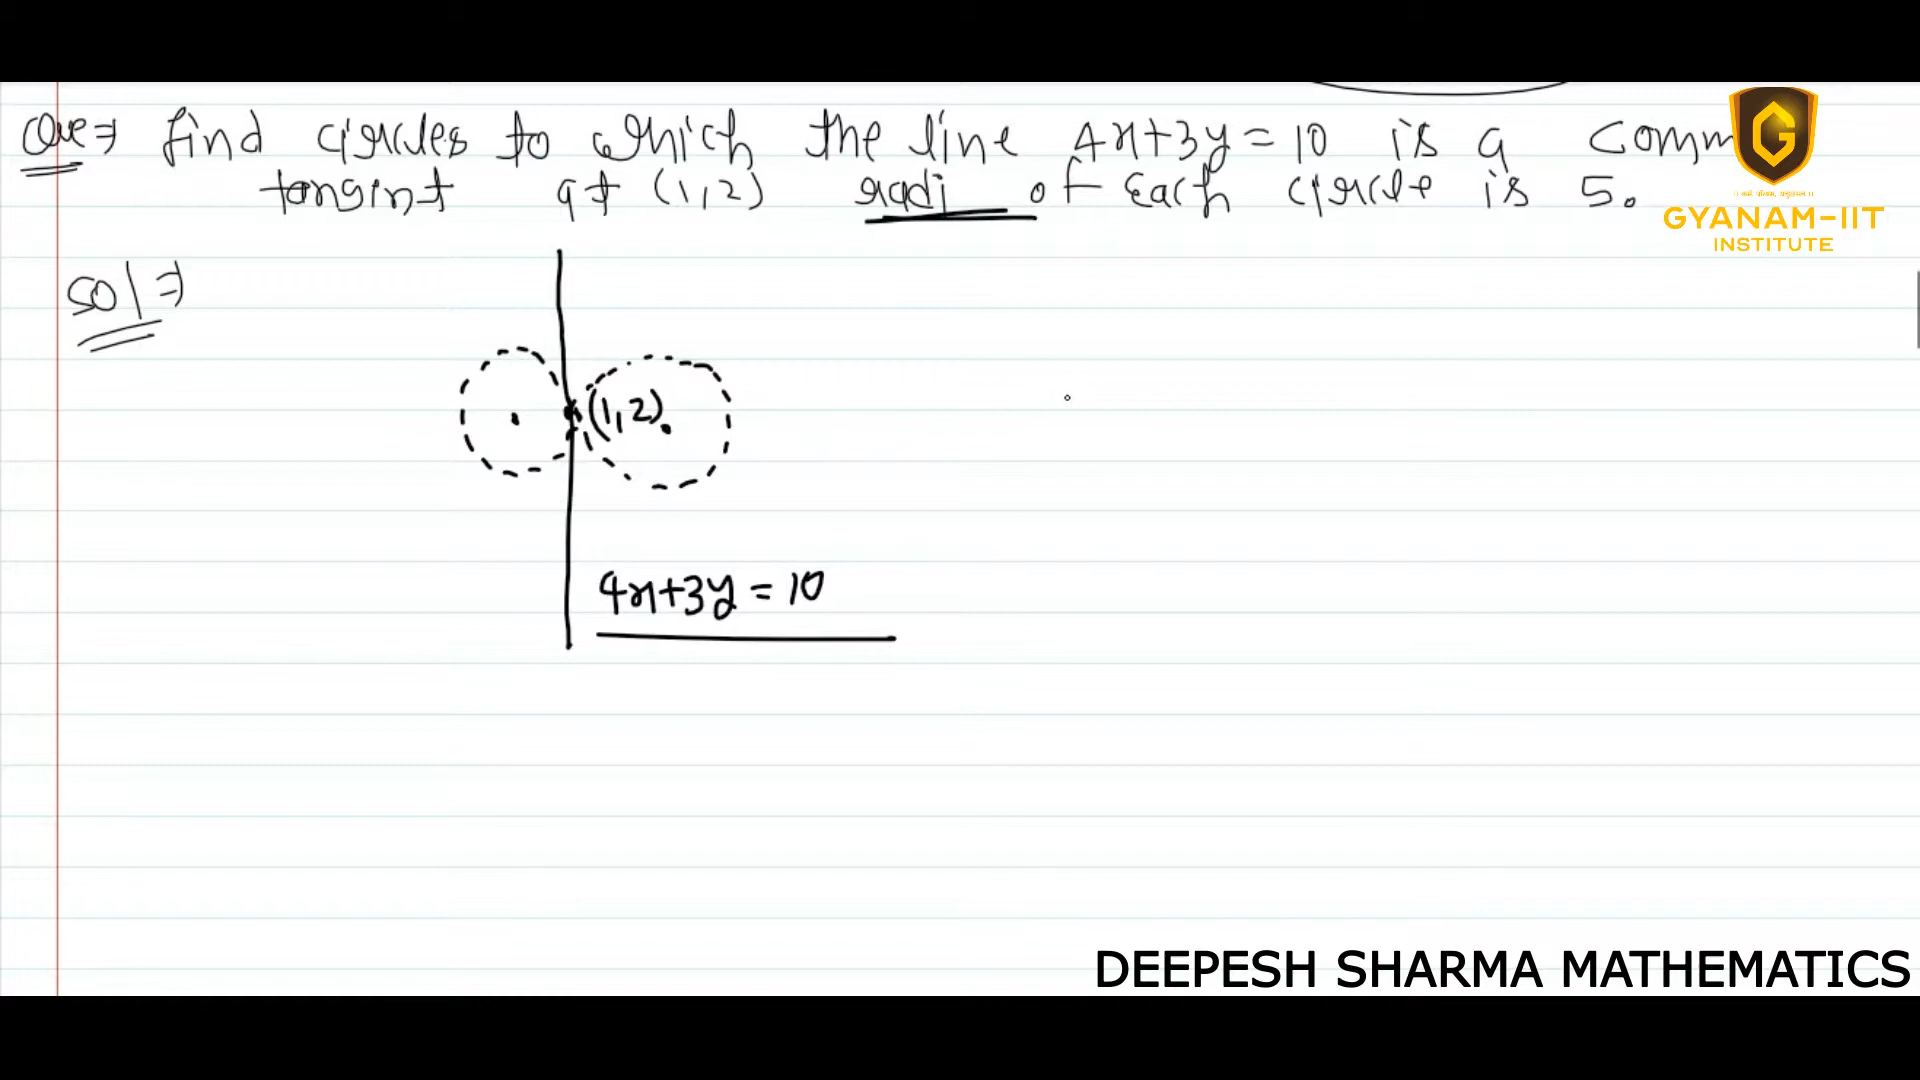 Que⇒ find circles to which the line 4x+3y=10 is a comm
tangent at (1,2) radi of Each circle is 5.
GYANAM-IIT
INSTITUTE
Sol⇒
(1,2)
4x+3y=10
DEEPESH SHARMA MATHEMATICS